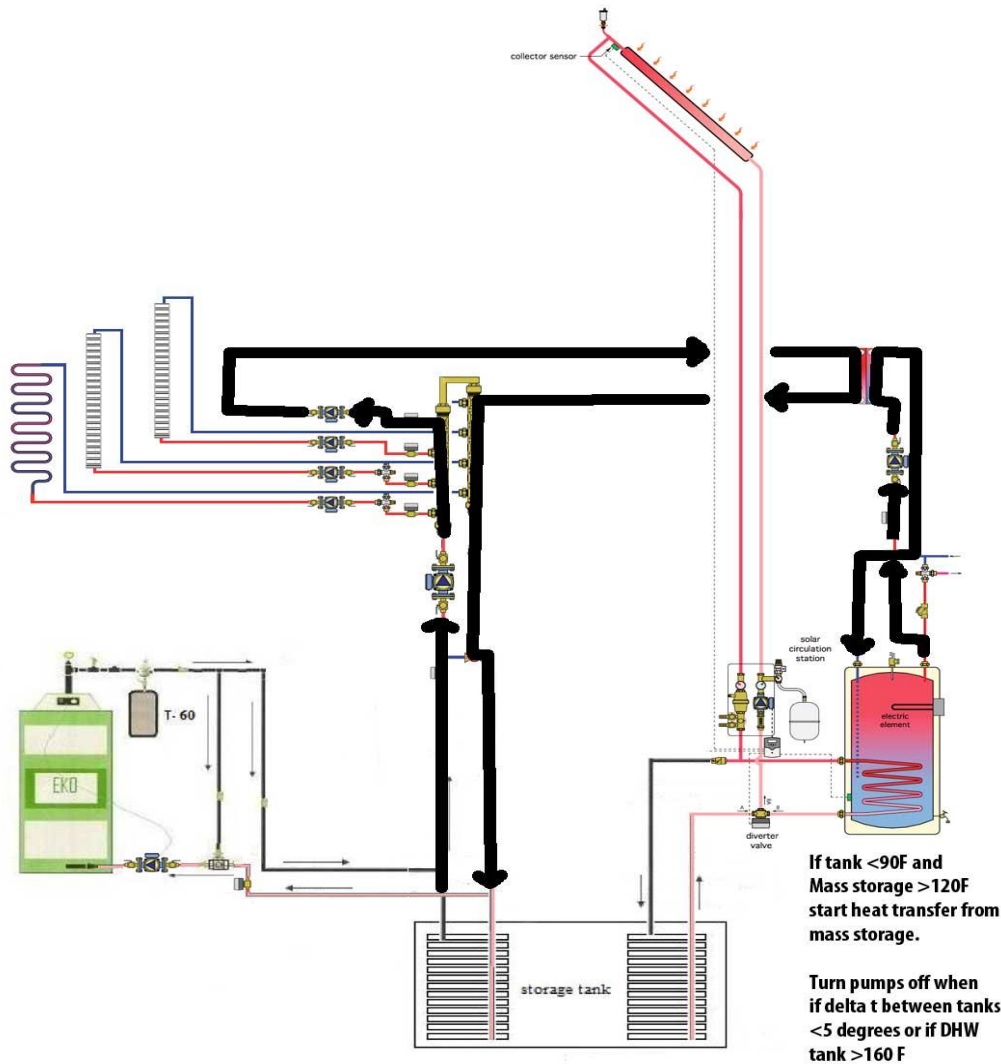 collector sensor
solar
circulation
station
T- 60
electric
element
EKO
A
B
diverter
valve
If tank <90F and
Mass storage >120F
start heat transfer from
mass storage.
storage tank
Turn pumps off when
if delta t between tanks
<5 degrees or if DHW
tank >160 F